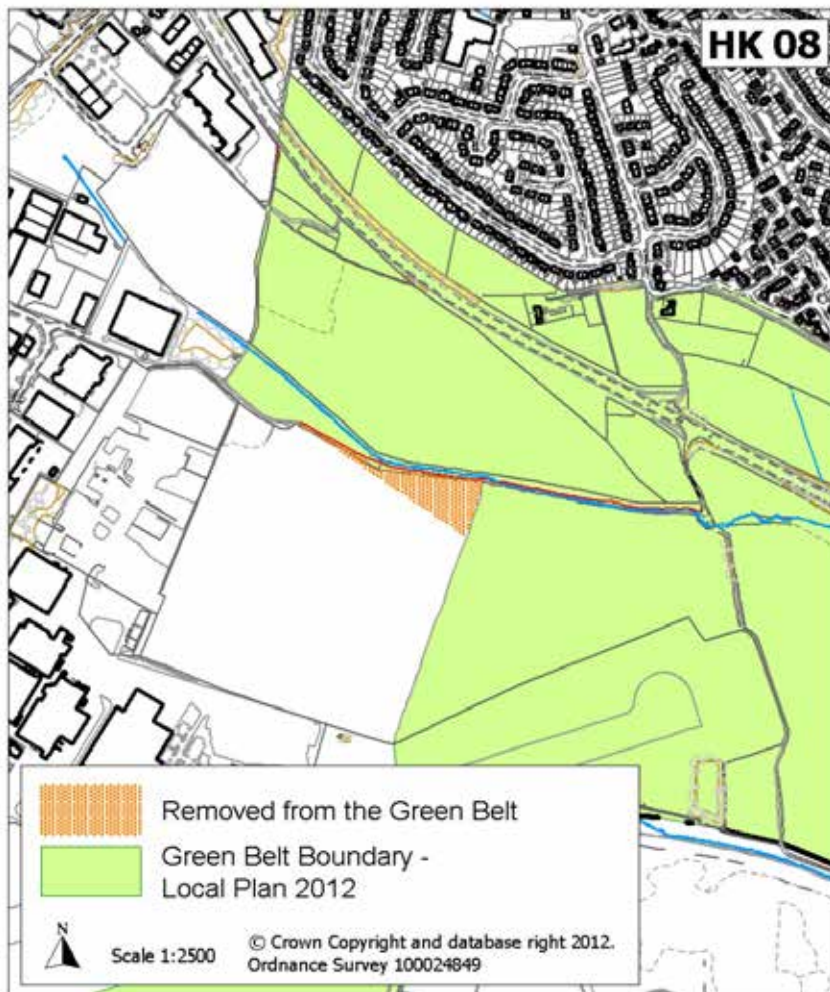 HK 08
Removed from the Green Belt
Green Belt Boundary -
Local Plan 2012
N
Scale 1:2500
© Crown Copyright and database right 2012.
Ordnance Survey 100024849